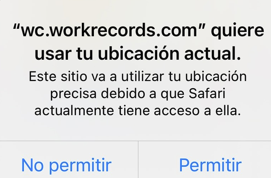 “wc.workrecords.com” quiere
usar tu ubicación actual.
Este sitio va a utilizar tu ubicación
precisa debido a que Safari
actualmente tiene acceso a ella.
No permitir
Permitir